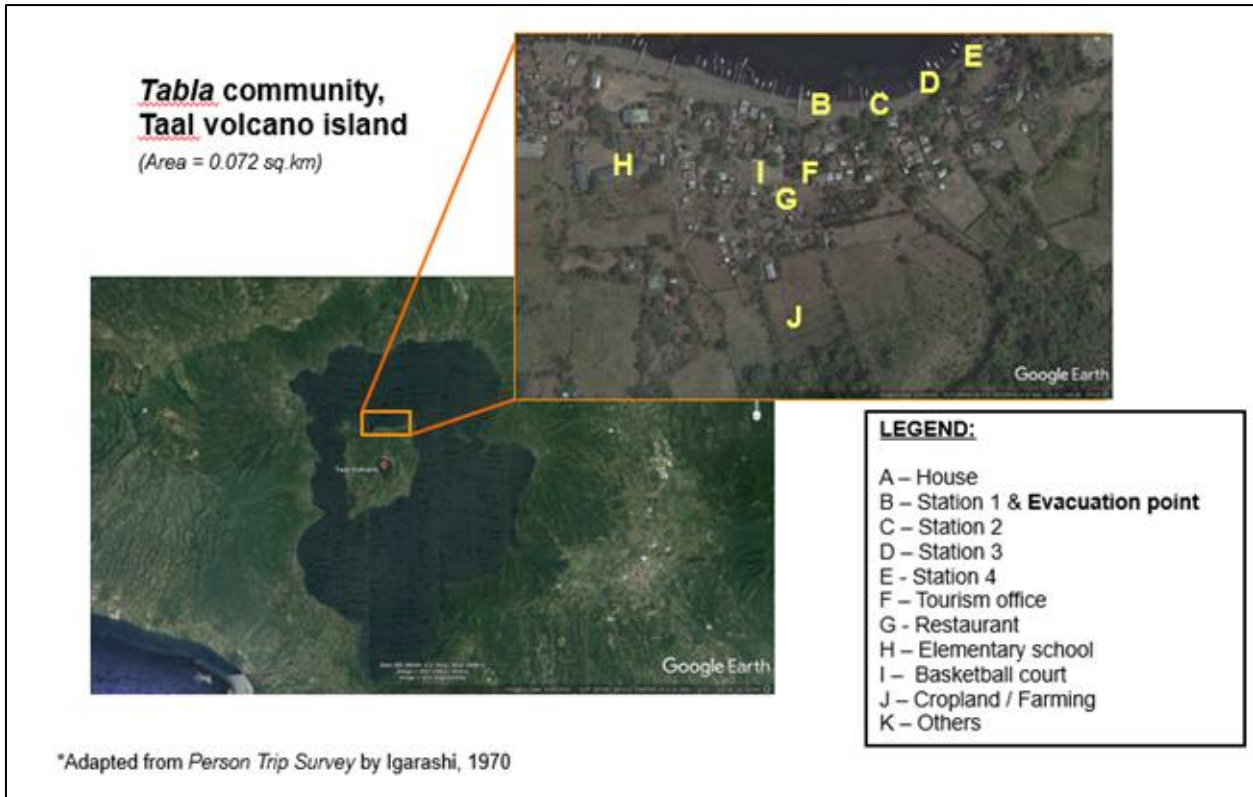 Tabla community,
Taal volcano island
(Area = 0.072 sq.km)
B
C
D
E
H
I
F
G
J
Google Earth
Taal Volcano
Google Earth
LEGEND:
A – House
B – Station 1 & Evacuation point
C – Station 2
D – Station 3
E - Station 4
F – Tourism office
G - Restaurant
H – Elementary school
I – Basketball court
J – Cropland / Farming
K – Others
*Adapted from Person Trip Survey by Igarashi, 1970